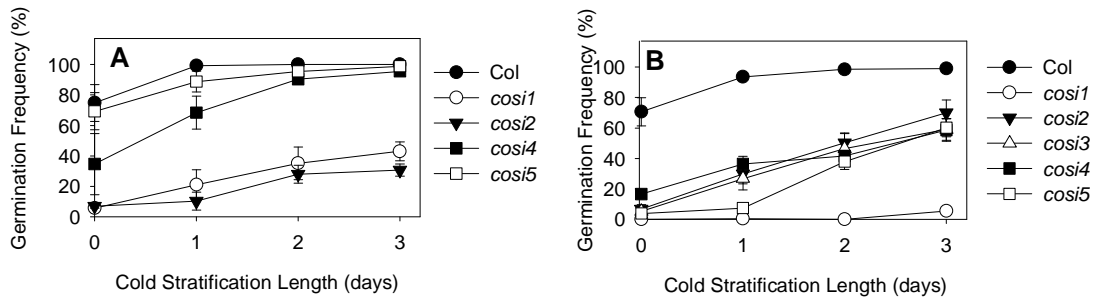 A
Germination Frequency (%)
100
80
60
40
20
0
0 1 2 3
Cold Stratification Length (days)
Col
cosi1
cosi2
cosi4
cosi5
B
Germination Frequency (%)
100
80
60
40
20
0
0 1 2 3
Cold Stratification Length (days)
Col
cosi1
cosi2
cosi3
cosi4
cosi5